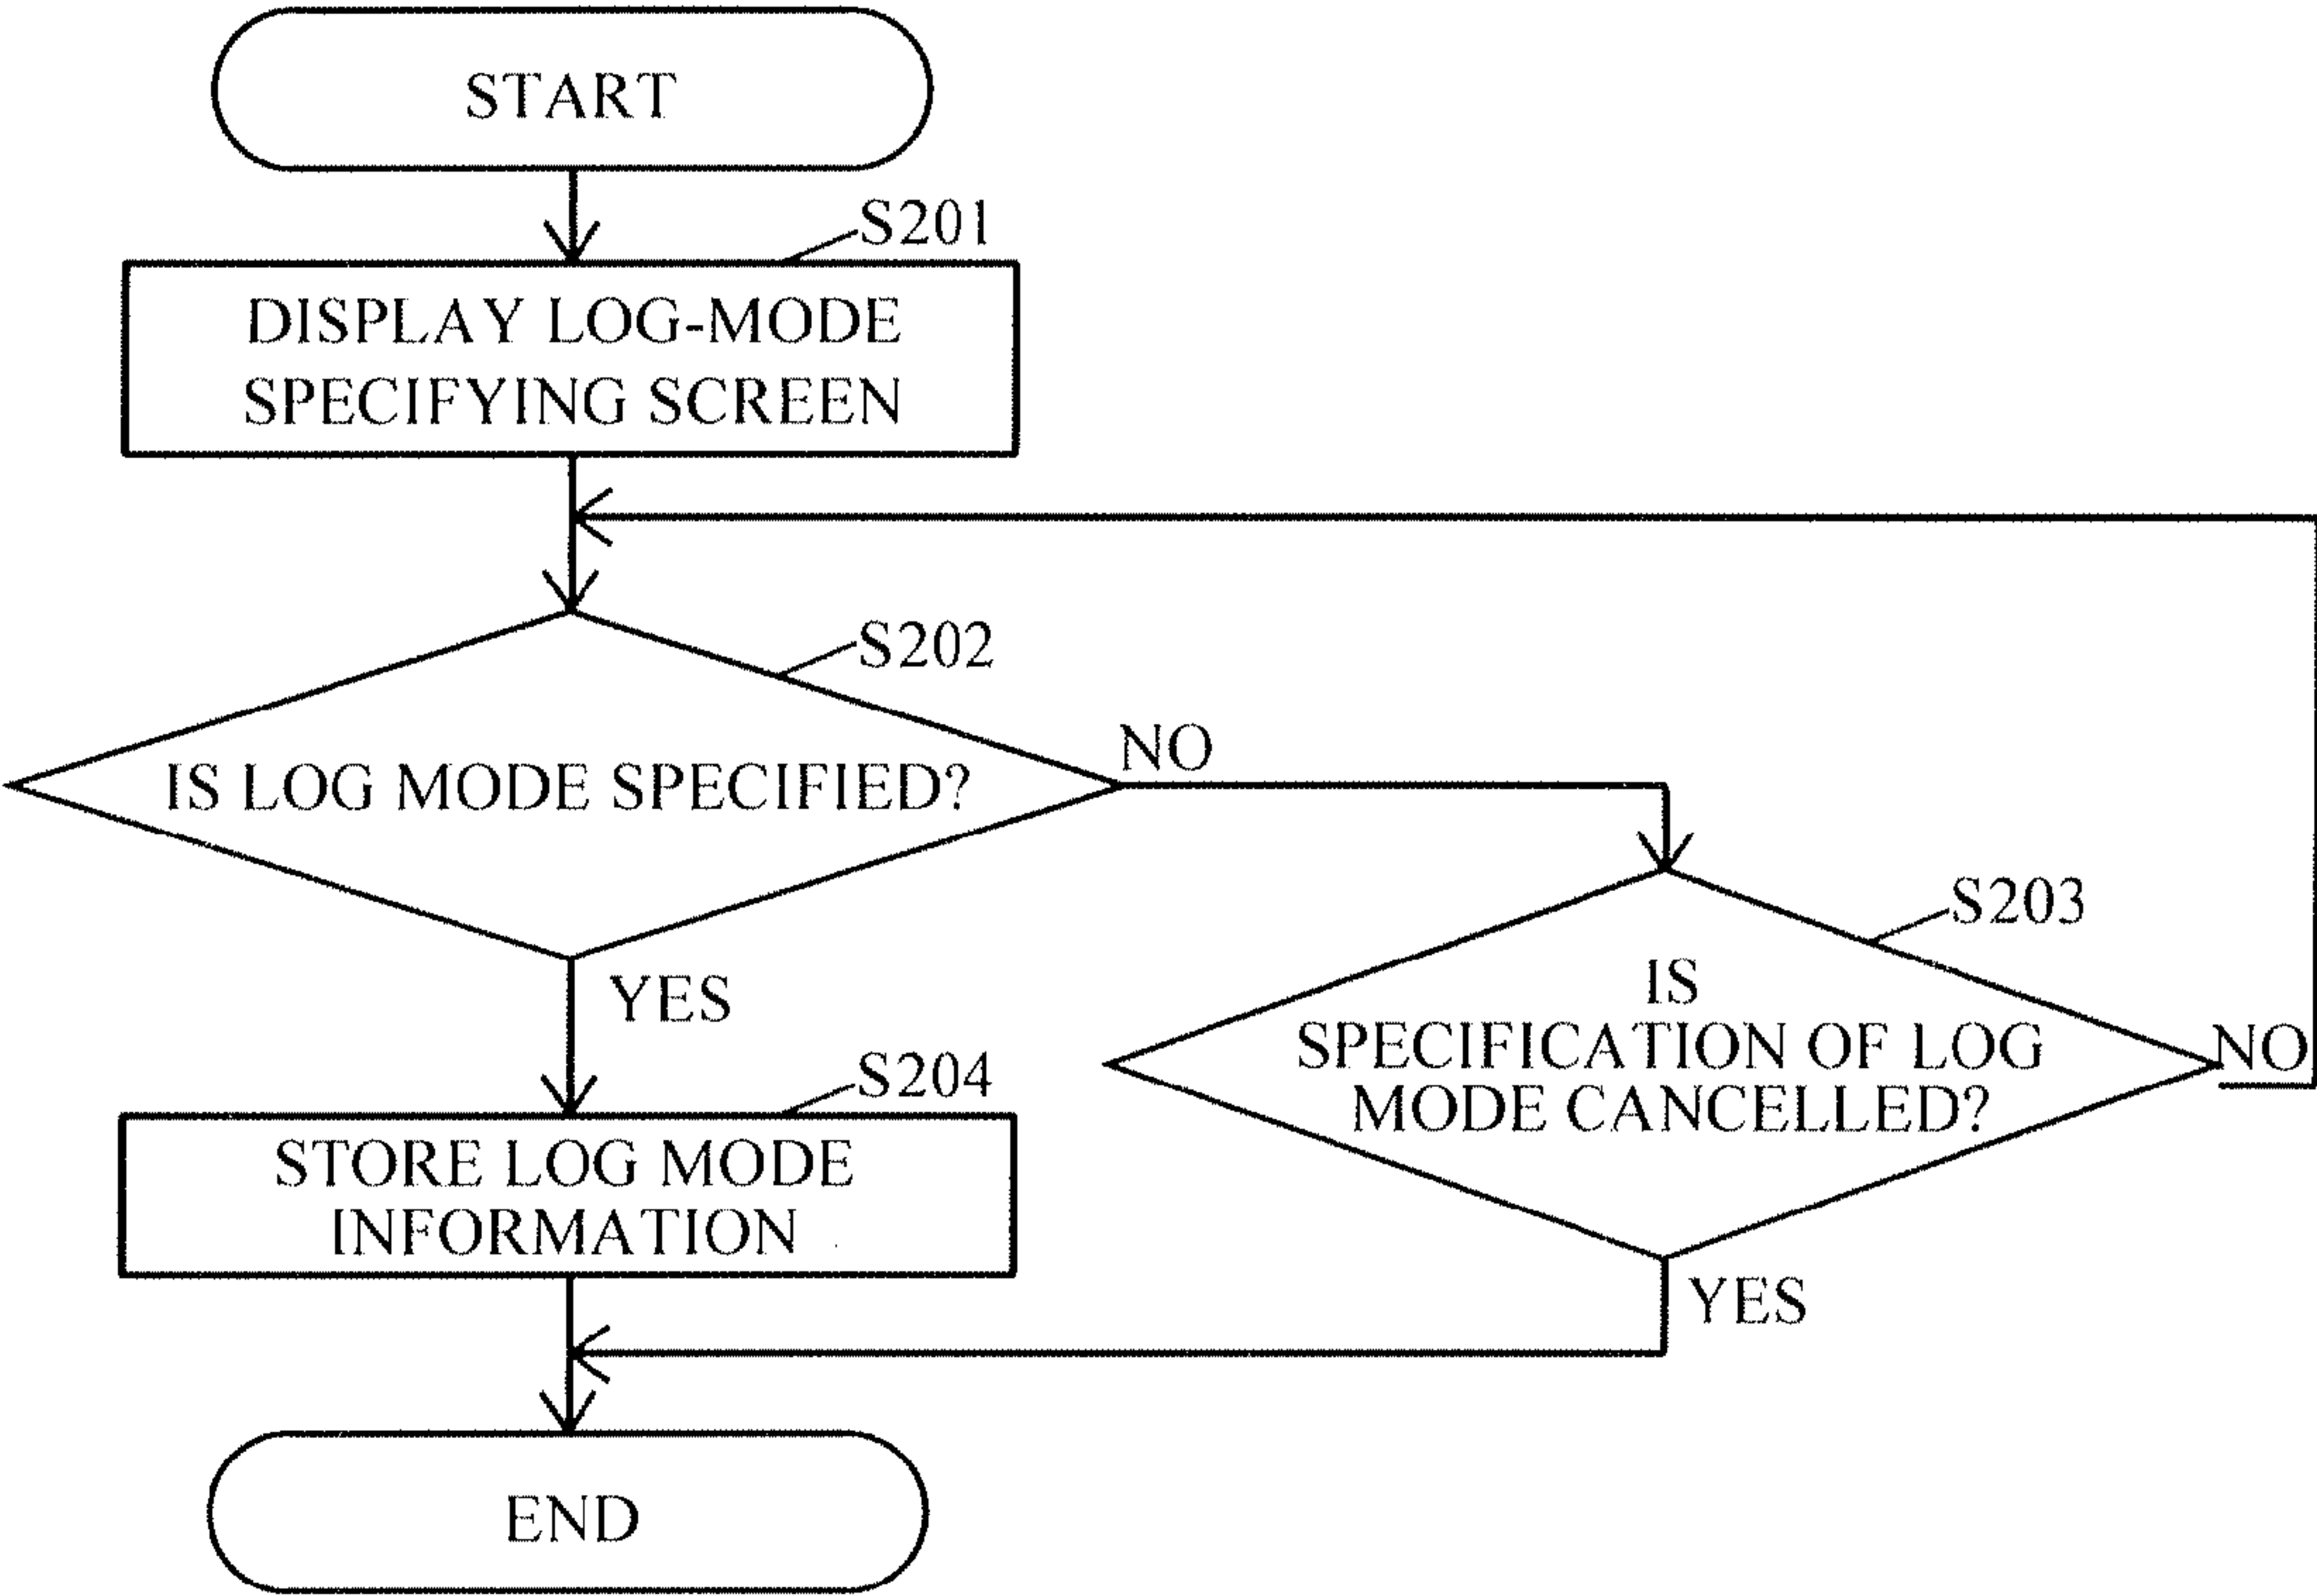 START
S201
DISPLAY LOG-MODE
SPECIFYING SCREEN
S202
IS LOG MODE SPECIFIED?
NO
YES
S203
IS
SPECIFICATION OF LOG
MODE CANCELLED?
NO
YES
S204
STORE LOG MODE
INFORMATION
END